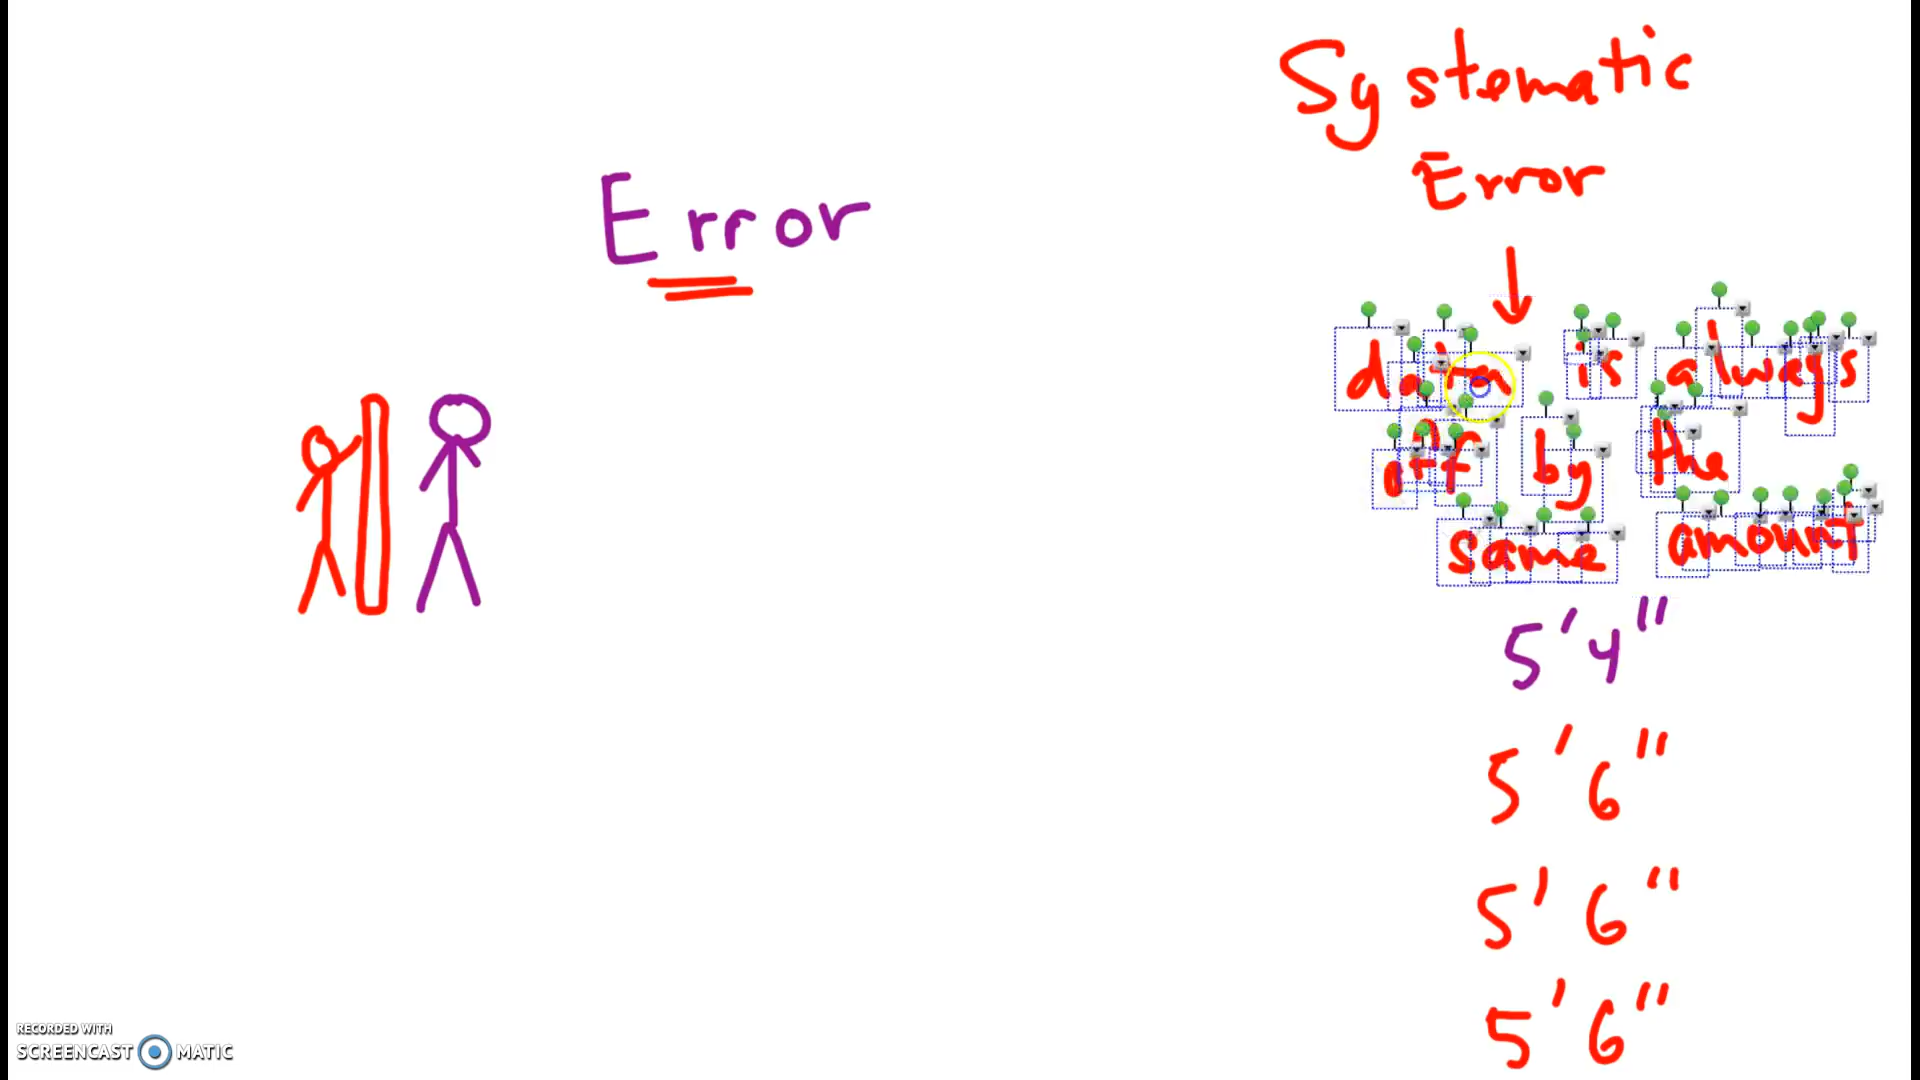 Systematic
Error
Error
data is always
off by the
same amount
5'4"
5'6"
5'6"
5'6"
RECORDED WITH
SCREENCAST MATIC